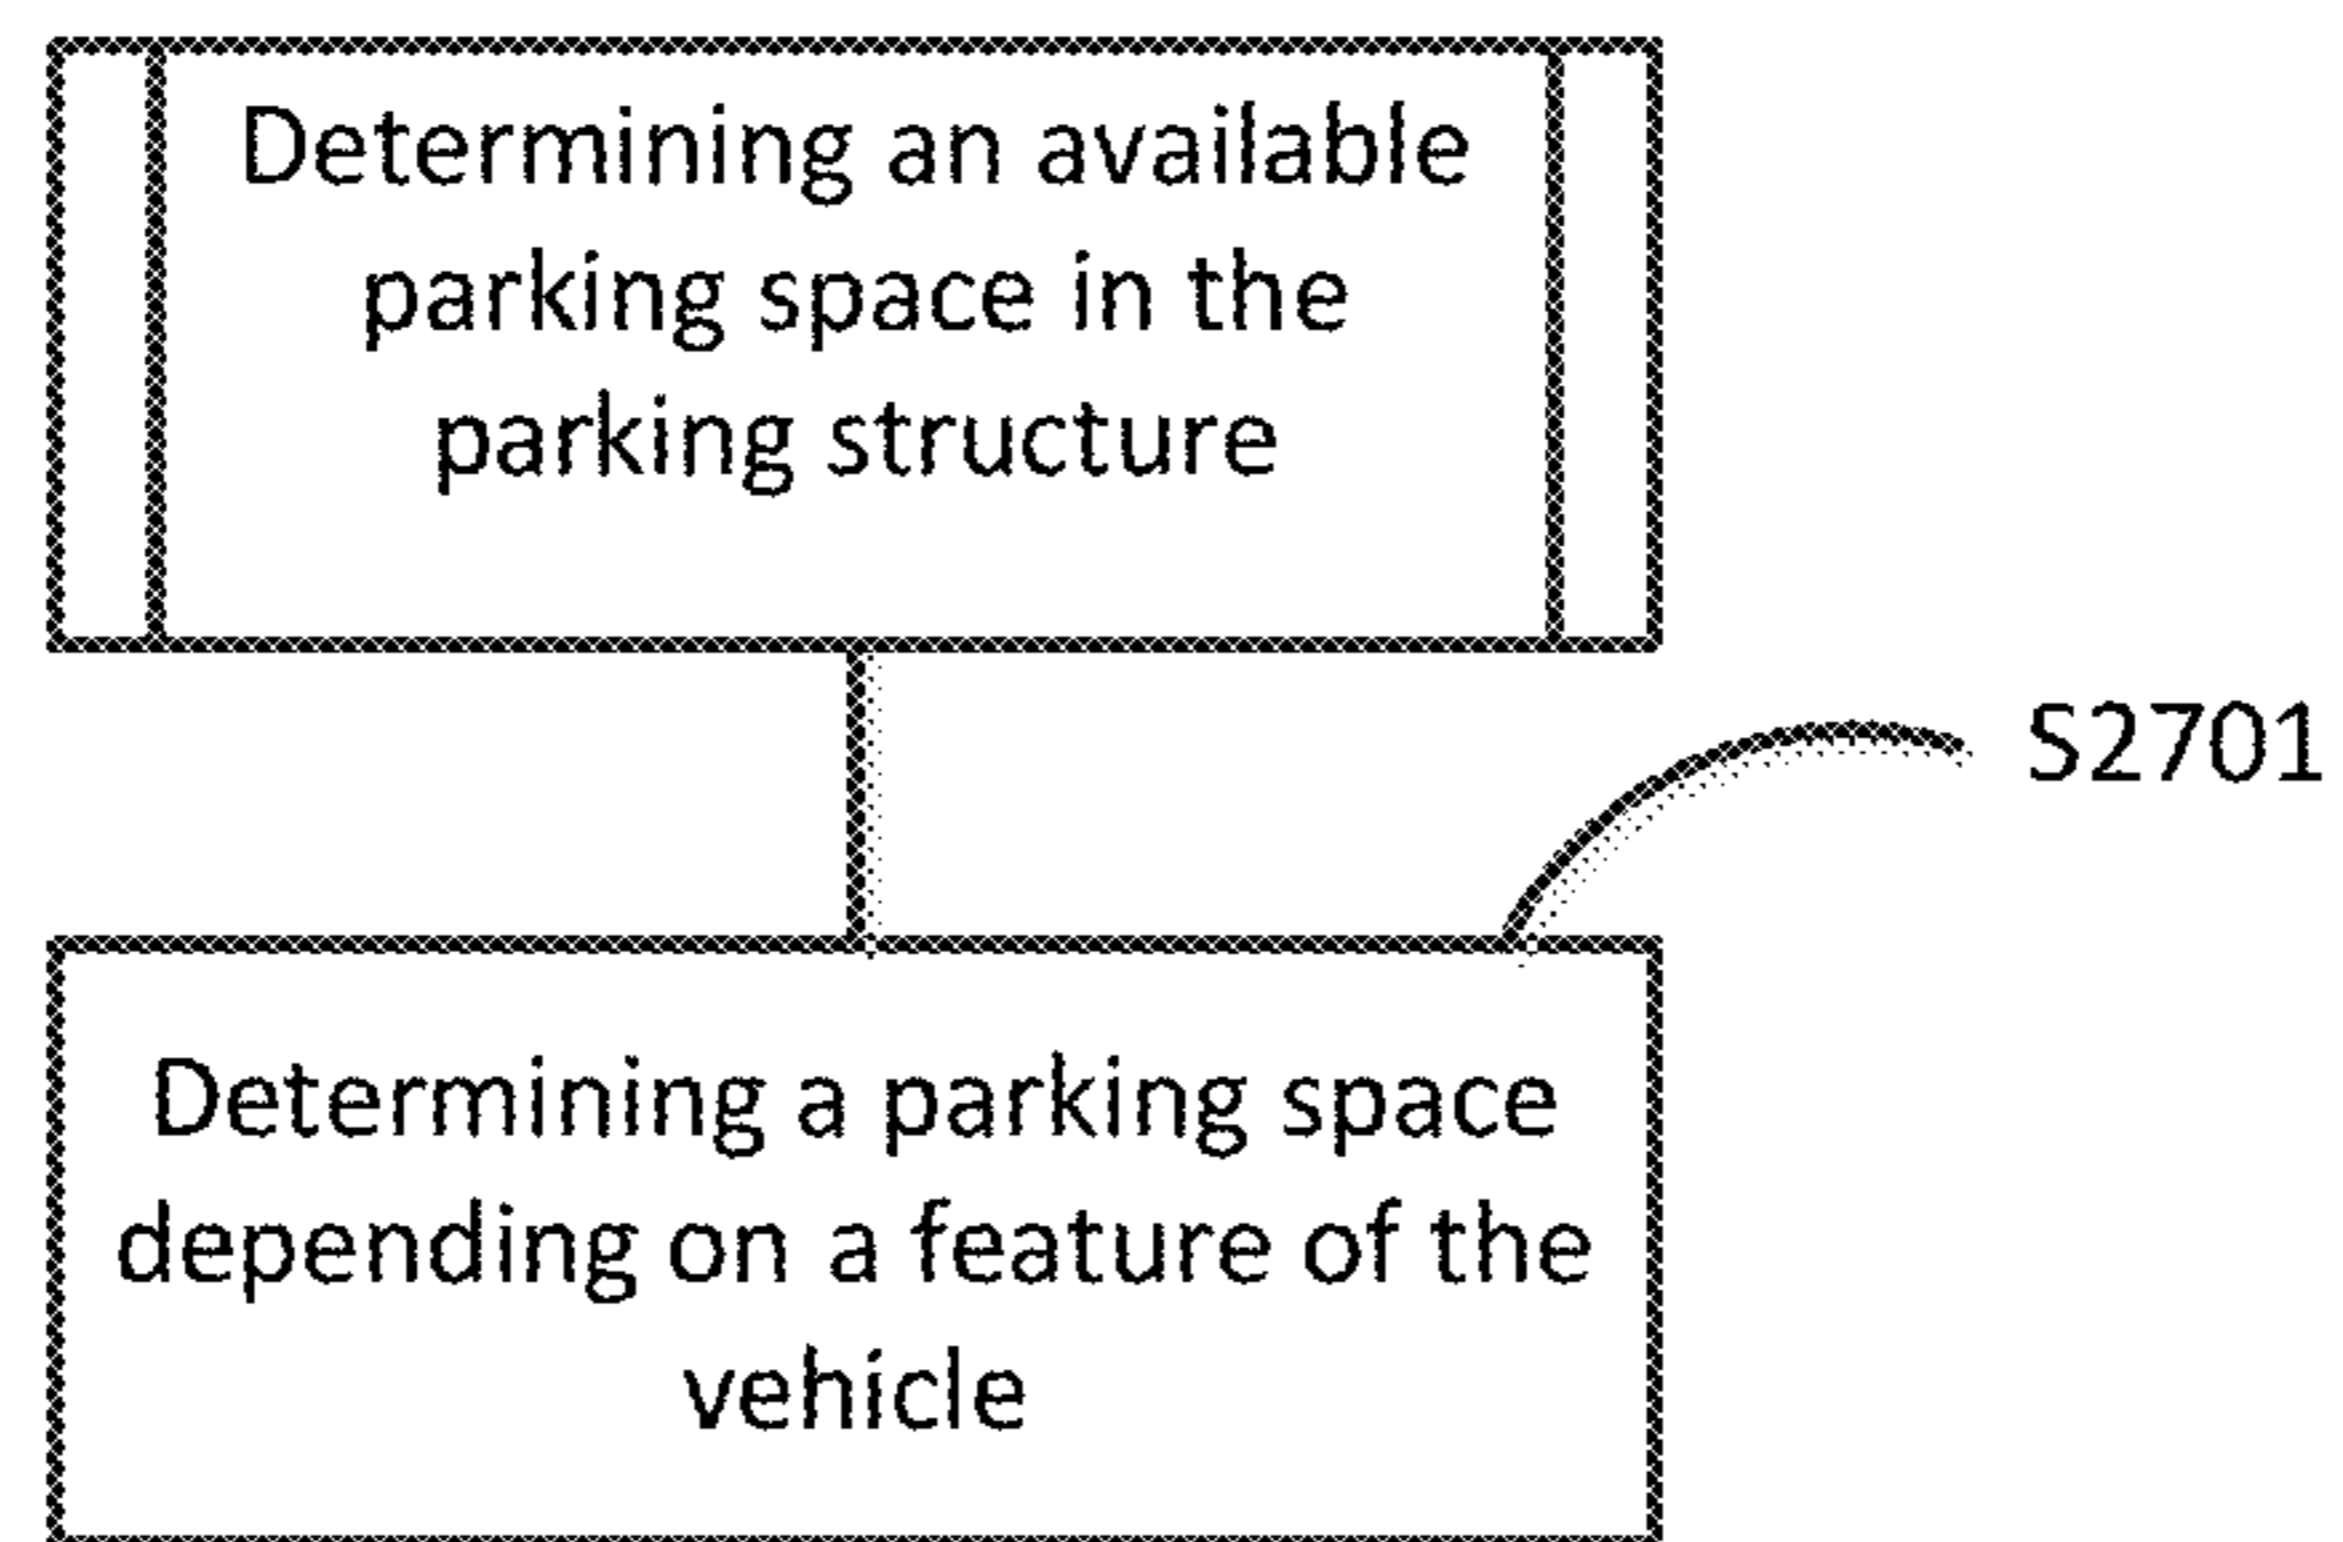 Determining an available
parking space in the
parking structure
S2701
Determining a parking space
depending on a feature of the
vehicle